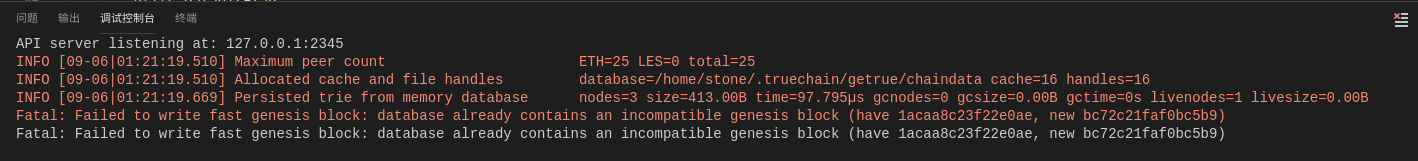 问题 输出 调试控制台 终端
API server listening at: 127.0.0.1:2345
INFO [09-06|01:21:19.510] Maximum peer count ETH=25 LES=0 total=25
INFO [09-06|01:21:19.510] Allocated cache and file handles database=/home/stone/.truechain/getrue/chaindata cache=16 handles=16
INFO [09-06|01:21:19.669] Persisted trie from memory database nodes=3 size=413.00B time=97.795µs gcnodes=0 gcsize=0.00B gctime=0s livenodes=1 livesize=0.00B
Fatal: Failed to write fast genesis block: database already contains an incompatible genesis block (have 1acaa8c23f22e0ae, new bc72c21faf0bc5b9)
Fatal: Failed to write fast genesis block: database already contains an incompatible genesis block (have 1acaa8c23f22e0ae, new bc72c21faf0bc5b9)